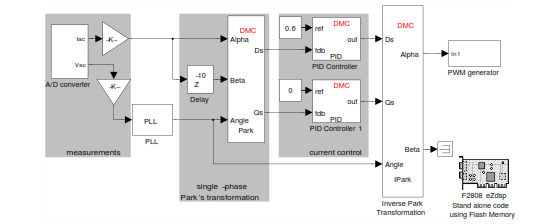 Iac
Vac
A/D converter
-K-
-K-
measurements
PLL
PLL
-10
Z
Delay
DMC
Alpha
Ds
Beta
Qs
Angle
Park
single -phase
Park 's transformation
0.6
ref
DMC
out
fdb
PID
PID Controller
0
ref
DMC
out
fdb
PID
PID Controller 1
current control
DMC
Ds
Alpha
Qs
Beta
Angle
IPark
Inverse Park
Transformation
In1
PWM generator
F2808 eZdsp
Stand alone code
using Flash Memory